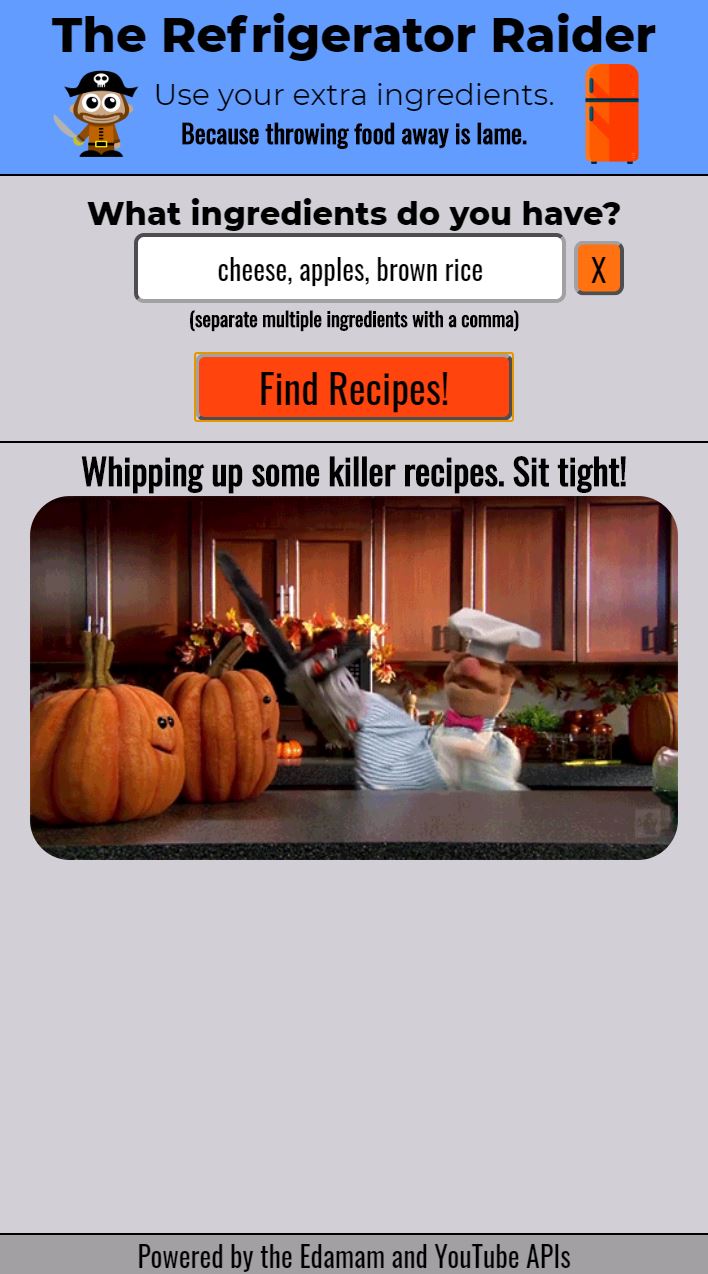 The Refrigerator Raider
Use your extra ingredients.
Because throwing food away is lame.
What ingredients do you have?
cheese, apples, brown rice
X
(separate multiple ingredients with a comma)
Find Recipes!
Whipping up some killer recipes. Sit tight!
Powered by the Edamam and YouTube APIs